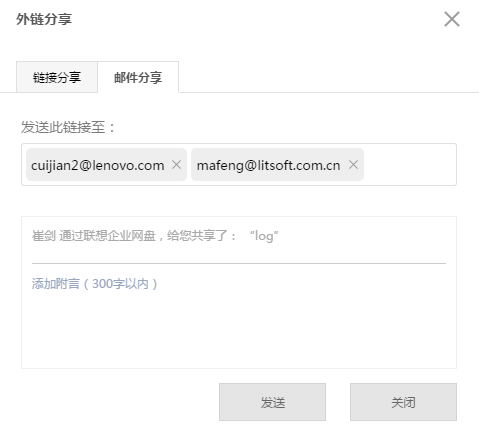 外链分享
链接分享 邮件分享
发送此链接至：
cuijian2@lenovo.com mafeng@litsoft.com.cn
崔剑 通过联想企业网盘，给您共享了： “log”
添加附言（300字以内）
发送 关闭